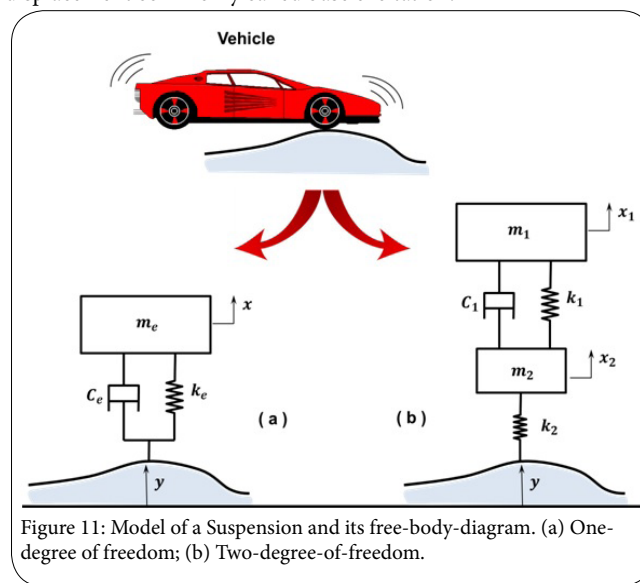 Vehicle
x₁
m₁
C₁
k₁
x
mₑ
x₂
m₂
Cₑ
kₑ
( a )
( b )
k₂
y
y
Figure 11: Model of a Suspension and its free-body-diagram. (a) One-
degree of freedom; (b) Two-degree-of-freedom.